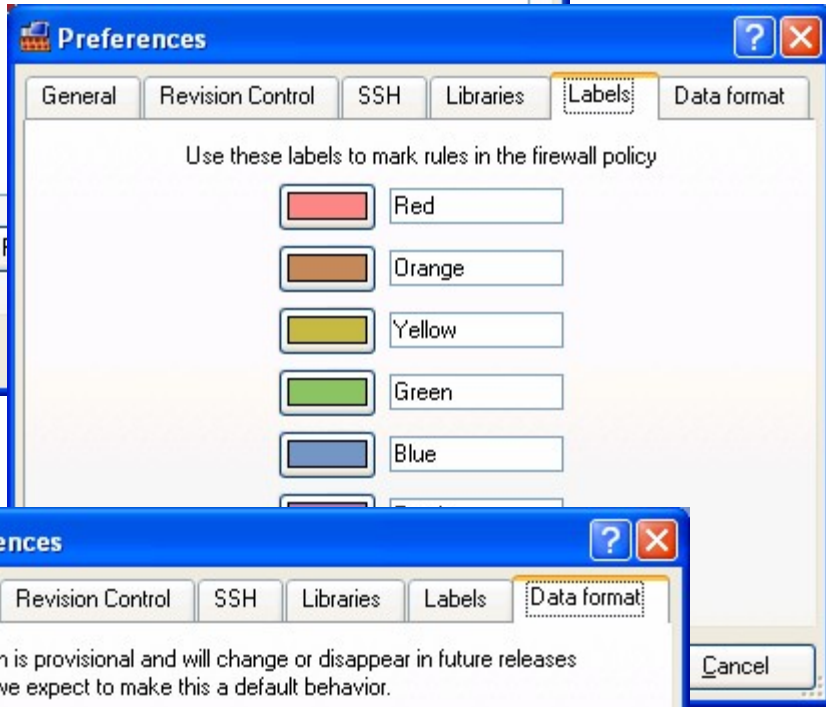 Preferences
General Revision Control SSH Libraries Labels Data format
Use these labels to mark rules in the firewall policy
Red
Orange
Yellow
Green
Blue
ences
Revision Control SSH Libraries Labels Data format
is provisional and will change or disappear in future releases
we expect to make this a default behavior.
Cancel